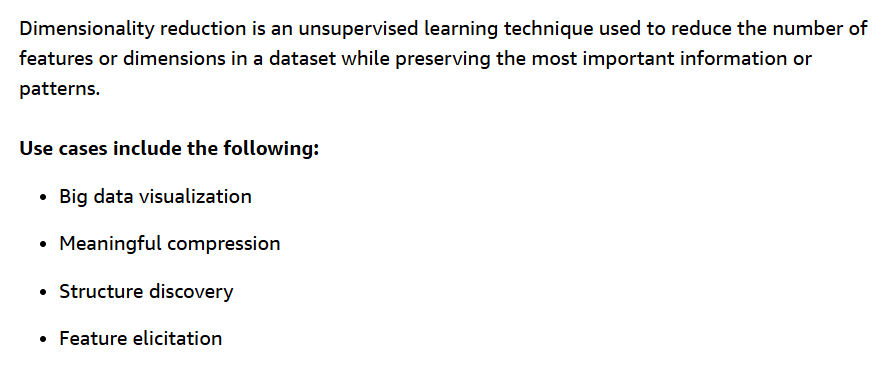 Dimensionality reduction is an unsupervised learning technique used to reduce the number of
features or dimensions in a dataset while preserving the most important information or
patterns.
Use cases include the following:
• Big data visualization
• Meaningful compression
• Structure discovery
• Feature elicitation